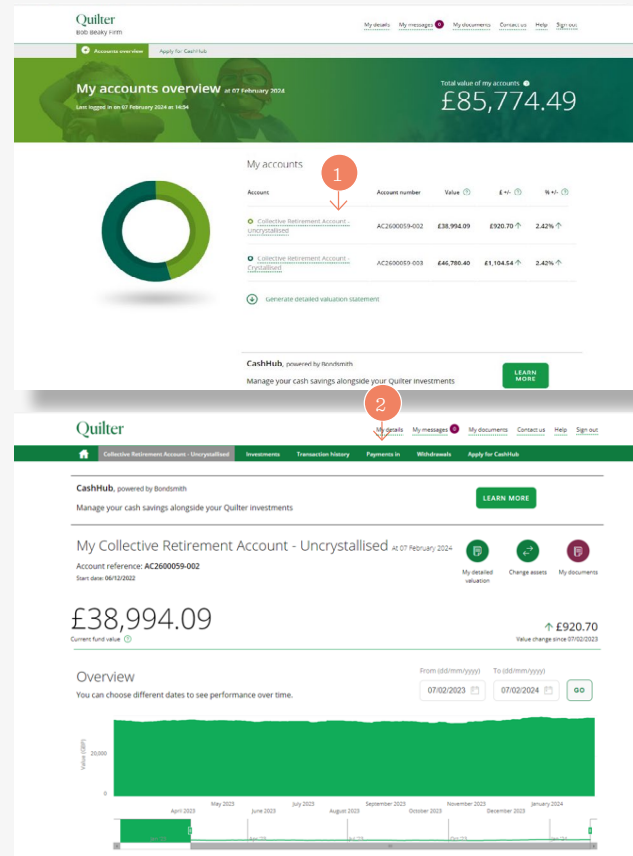 Quilter
Bob Beaky Firm
My details My messages 0 My documents Contact us Help Sign out
Accounts overview Apply for CashHub
My accounts overview at 07 February 2024
Last logged in on 07 February 2024 at 14:54
Total value of my accounts
£85,774.49
My accounts
1
Account Account number Value £ +/- % +/-
Collective Retirement Account - Uncrystallised AC2600059-002 £38,994.09 £920.70 2.42%
Collective Retirement Account - Crystallised AC2600059-003 £46,780.40 £1,104.54 2.42%
Generate detailed valuation statement
CashHub, powered by Bondsmith
Manage your cash savings alongside your Quilter investments
LEARN MORE
2
Quilter
My details My messages 0 My documents Contact us Help Sign out
Collective Retirement Account - Uncrystallised Investments Transaction history Payments in Withdrawals Apply for CashHub
CashHub, powered by Bondsmith
Manage your cash savings alongside your Quilter investments
LEARN MORE
My Collective Retirement Account - Uncrystallised At 07 February 2024
Account reference: AC2600059-002
Start date: 06/12/2022
My detailed valuation Change assets My documents
£38,994.09
Current fund value
£920.70
Value change since 07/02/2023
Overview
You can choose different dates to see performance over time.
From (dd/mm/yyyy) To (dd/mm/yyyy)
07/02/2023 07/02/2024 GO
Value (GBP)
20,000
0
April 2023 May 2023 June 2023 July 2023 August 2023 September 2023 October 2023 November 2023 December 2023 January 2024